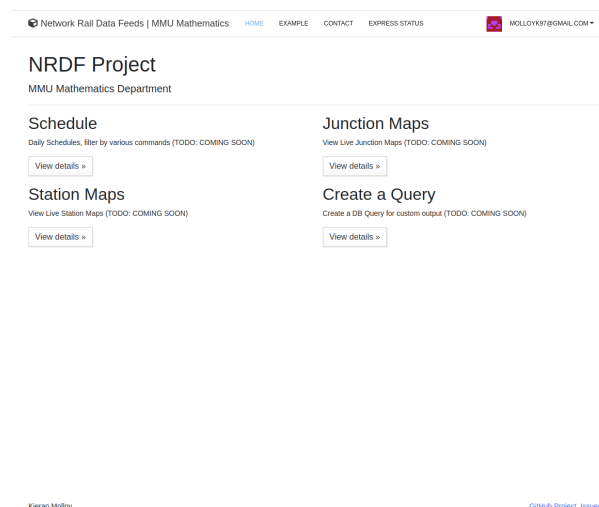 Network Rail Data Feeds | MMU Mathematics HOME EXAMPLE CONTACT EXPRESS STATUS MOLLOYK97@GMAIL.COM
NRDF Project
MMU Mathematics Department
Schedule
Daily Schedules, filter by various commands (TODO: COMING SOON)
View details »
Junction Maps
View Live Junction Maps (TODO: COMING SOON)
View details »
Station Maps
View Live Station Maps (TODO: COMING SOON)
View details »
Create a Query
Create a DB Query for custom output (TODO: COMING SOON)
View details »
Kieran Molloy GitHub Project, Issues